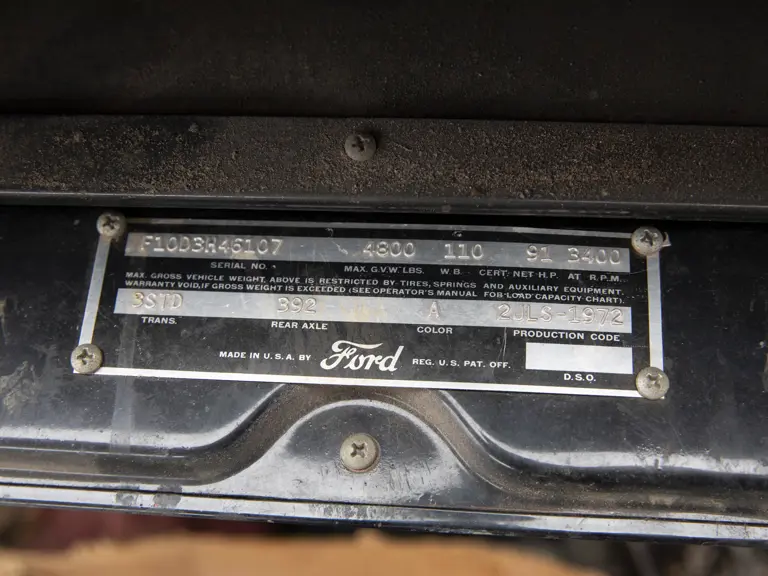 F10D3H46107 4800 110 91 3400
SERIAL NO. MAX. G.V.W. LBS. W.B. CERT. NET H.P. AT R.P.M.
MAX. GROSS VEHICLE WEIGHT, ABOVE IS RESTRICTED BY TIRES, SPRINGS AND AUXILIARY EQUIPMENT.
WARRANTY VOID, IF GROSS WEIGHT IS EXCEEDED (SEE OPERATOR'S MANUAL FOR LOAD CAPACITY CHART).
3STD 392 A 2JLS-1972
TRANS. REAR AXLE COLOR PRODUCTION CODE
MADE IN U.S.A. BY Ford REG. U.S. PAT. OFF.
D.S.O.